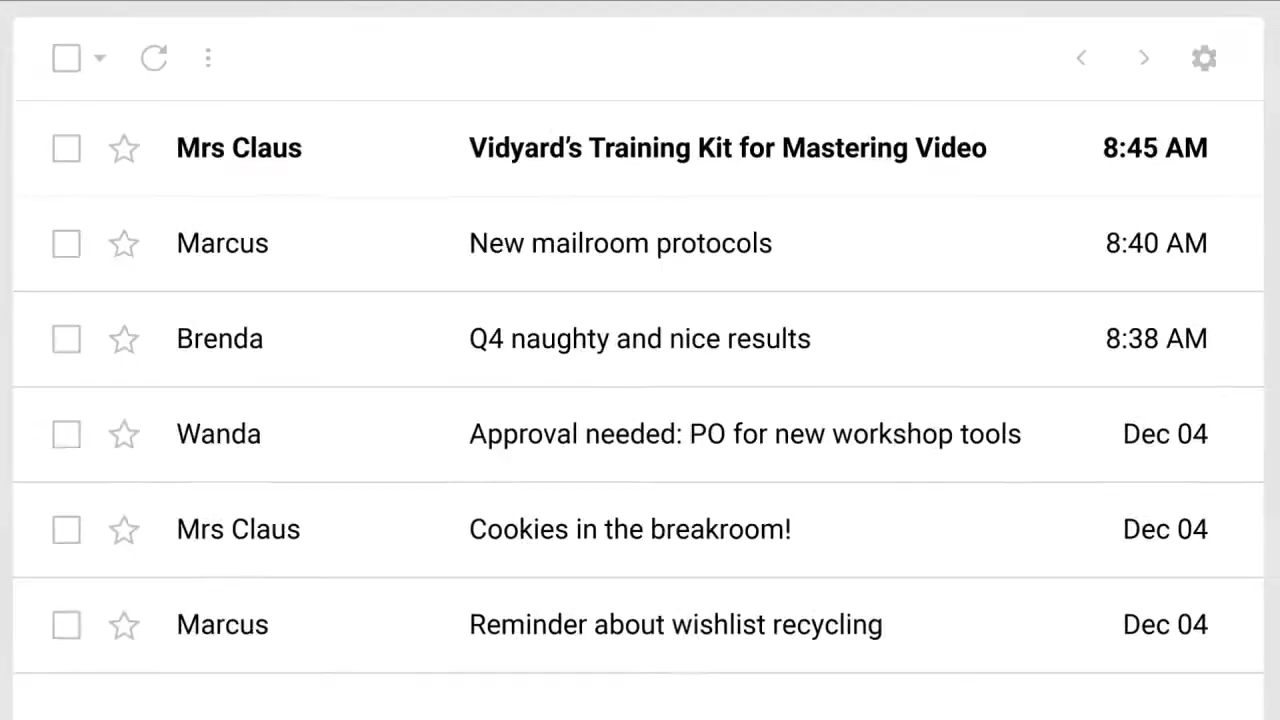 Mrs Claus Vidyard’s Training Kit for Mastering Video 8:45 AM
Marcus New mailroom protocols 8:40 AM
Brenda Q4 naughty and nice results 8:38 AM
Wanda Approval needed: PO for new workshop tools Dec 04
Mrs Claus Cookies in the breakroom! Dec 04
Marcus Reminder about wishlist recycling Dec 04